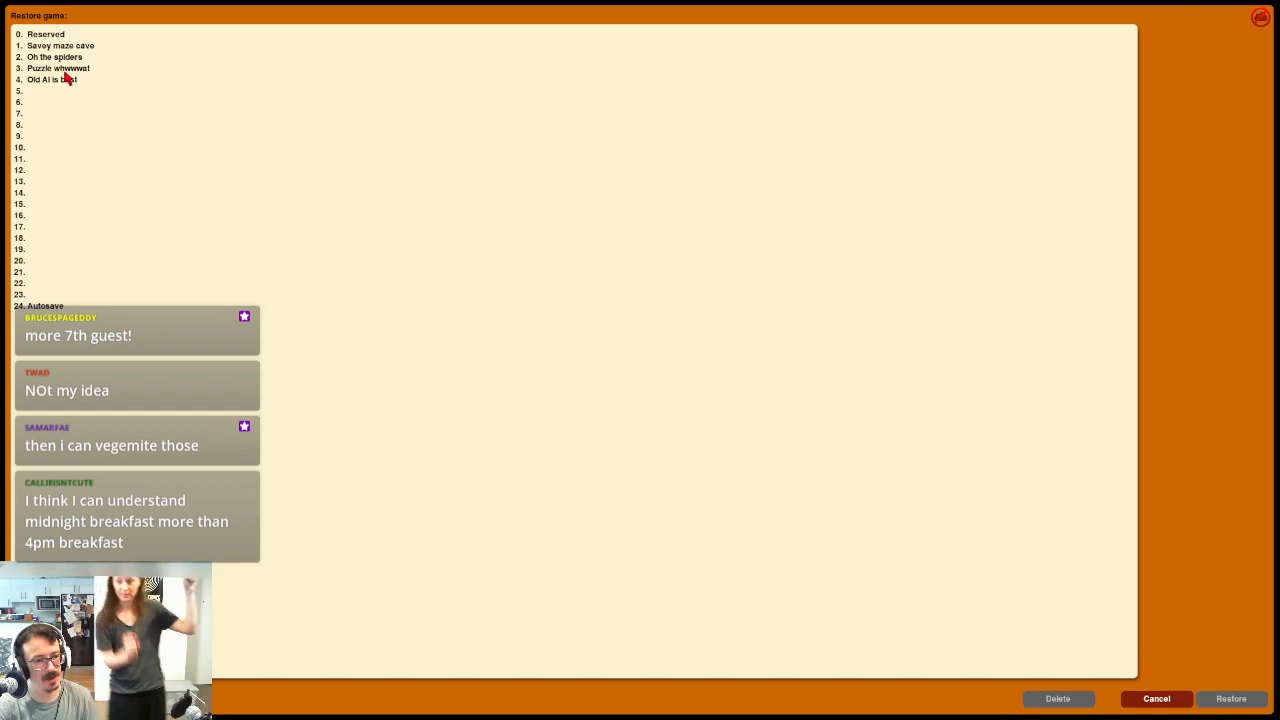 Restore game:
0. Reserved
1. Savey maze cave
2. Oh the spiders
3. Puzzle whwwwat
4. Old AI is best
5.
6.
7.
8.
9.
10.
11.
12.
13.
14.
15.
16.
17.
18.
19.
20.
21.
22.
23.
24. Autosave
BRUCESPAGEDDY
more 7th guest!
TWAD
NOt my idea
SAMARFAE
then i can vegemite those
CALLIEISNTCUTE
I think I can understand
midnight breakfast more than
4pm breakfast
Delete
Cancel
Restore